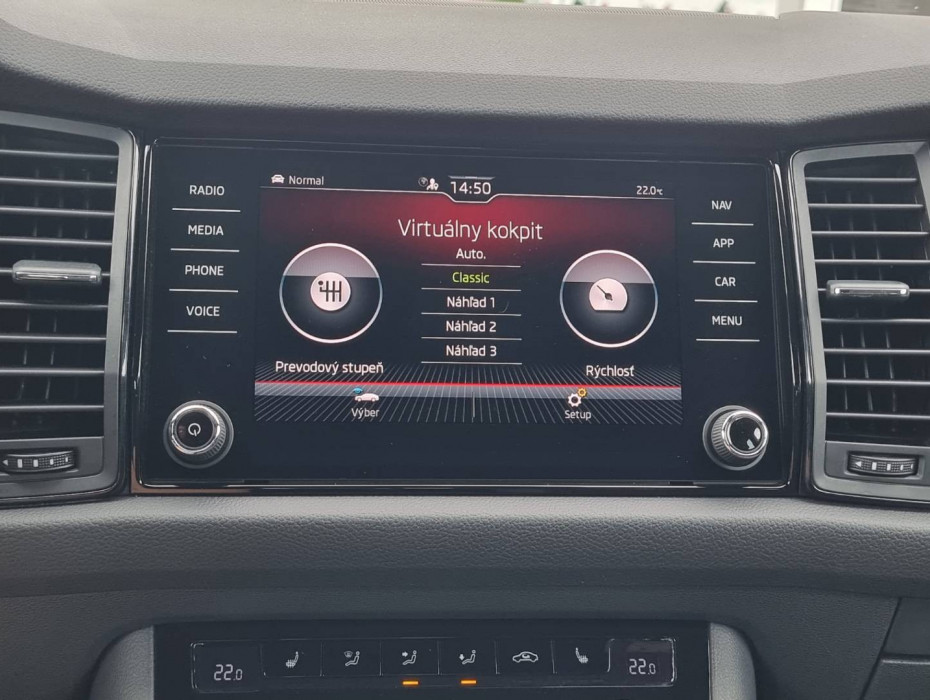 Normal
14:50
22.0°C
Virtuálny kokpit
Auto.
Classic
Náhľad 1
Náhľad 2
Náhľad 3
Prevodový stupeň
Rýchlosť
Výber
Setup
RADIO
MEDIA
PHONE
VOICE
NAV
APP
CAR
MENU
22.0
22.0